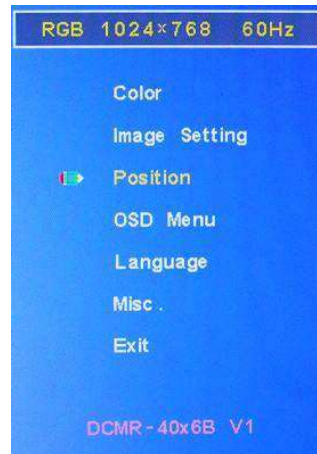 RGB 1024×768 60Hz
Color
Image Setting
Position
OSD Menu
Language
Misc.
Exit
DCMR-40x6B V1